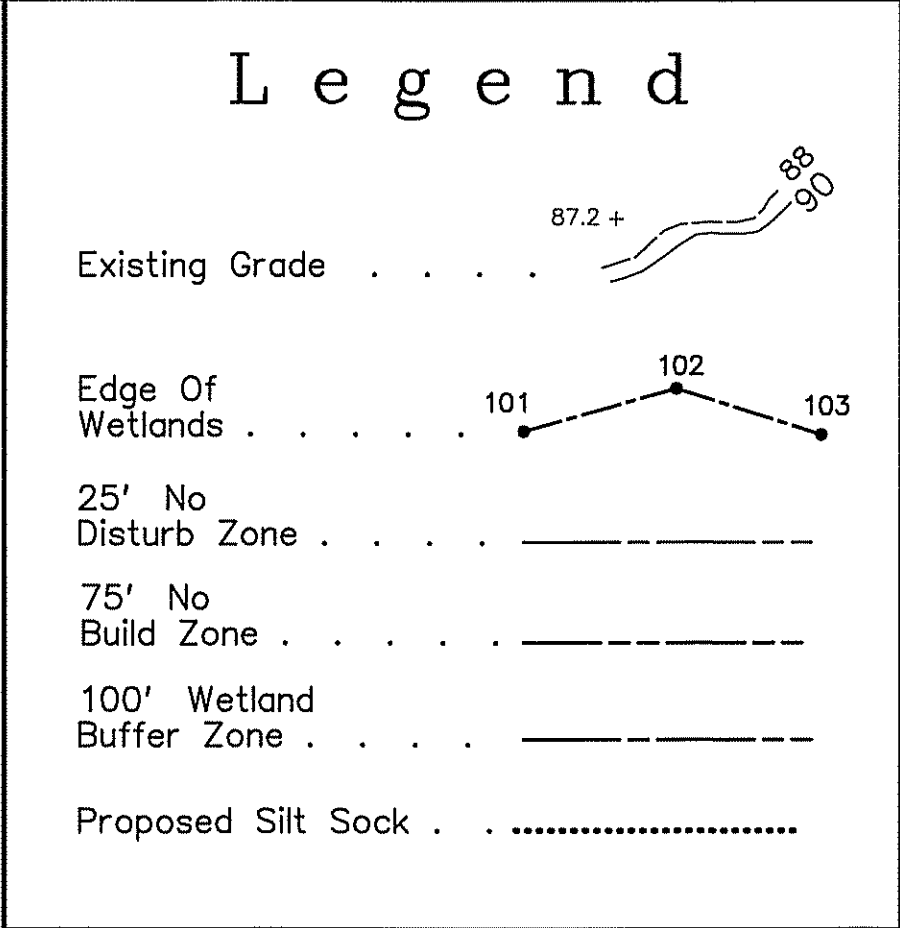 Legend
88
90
87.2 +
Existing Grade . . . .
102
Edge Of
101
103
Wetlands . . . . .
25' No
Disturb Zone . . . .
75' No
Build Zone . . . . .
100' Wetland
Buffer Zone . . . .
Proposed Silt Sock . .